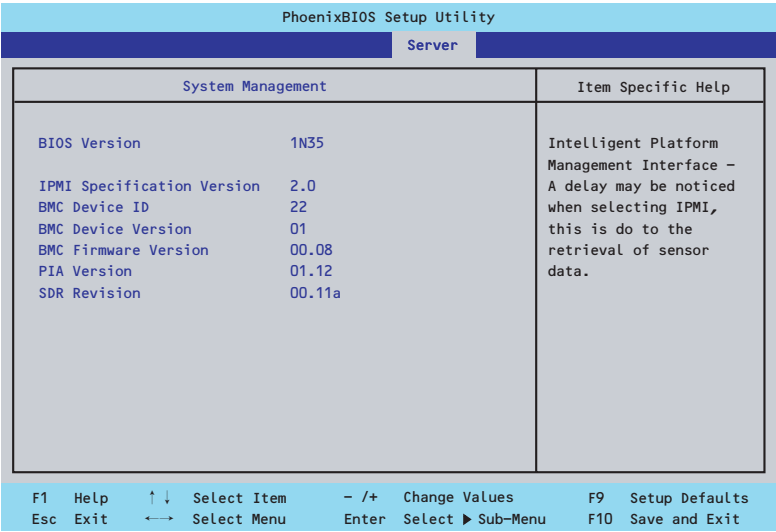 PhoenixBIOS Setup Utility
Server
System Management
Item Specific Help
BIOS Version 1N35
IPMI Specification Version 2.0
BMC Device ID 22
BMC Device Version 01
BMC Firmware Version 00.08
PIA Version 01.12
SDR Revision 00.11a
Intelligent Platform
Management Interface –
A delay may be noticed
when selecting IPMI,
this is do to the
retrieval of sensor
data.
F1 Help ↑↓ Select Item – /+ Change Values F9 Setup Defaults
Esc Exit ←→ Select Menu Enter Select ▶ Sub–Menu F10 Save and Exit